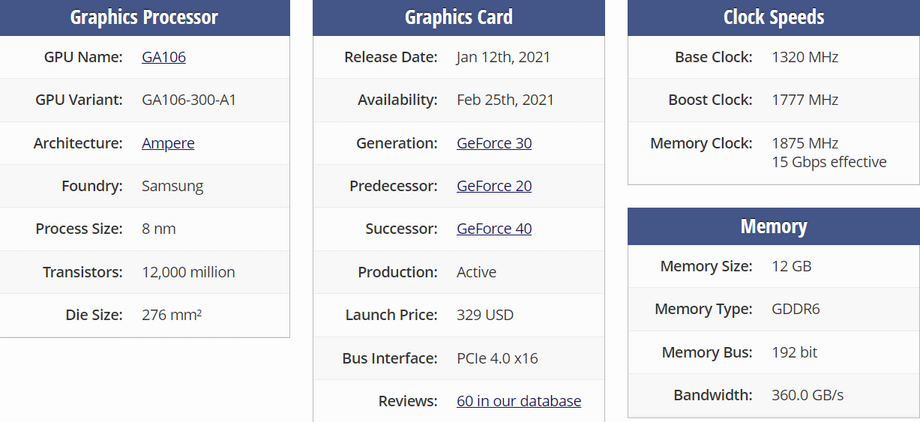 Graphics Processor
GPU Name: GA106
GPU Variant: GA106-300-A1
Architecture: Ampere
Foundry: Samsung
Process Size: 8 nm
Transistors: 12,000 million
Die Size: 276 mm²
Graphics Card
Release Date: Jan 12th, 2021
Availability: Feb 25th, 2021
Generation: GeForce 30
Predecessor: GeForce 20
Successor: GeForce 40
Production: Active
Launch Price: 329 USD
Bus Interface: PCIe 4.0 x16
Reviews: 60 in our database
Clock Speeds
Base Clock: 1320 MHz
Boost Clock: 1777 MHz
Memory Clock: 1875 MHz
15 Gbps effective
Memory
Memory Size: 12 GB
Memory Type: GDDR6
Memory Bus: 192 bit
Bandwidth: 360.0 GB/s